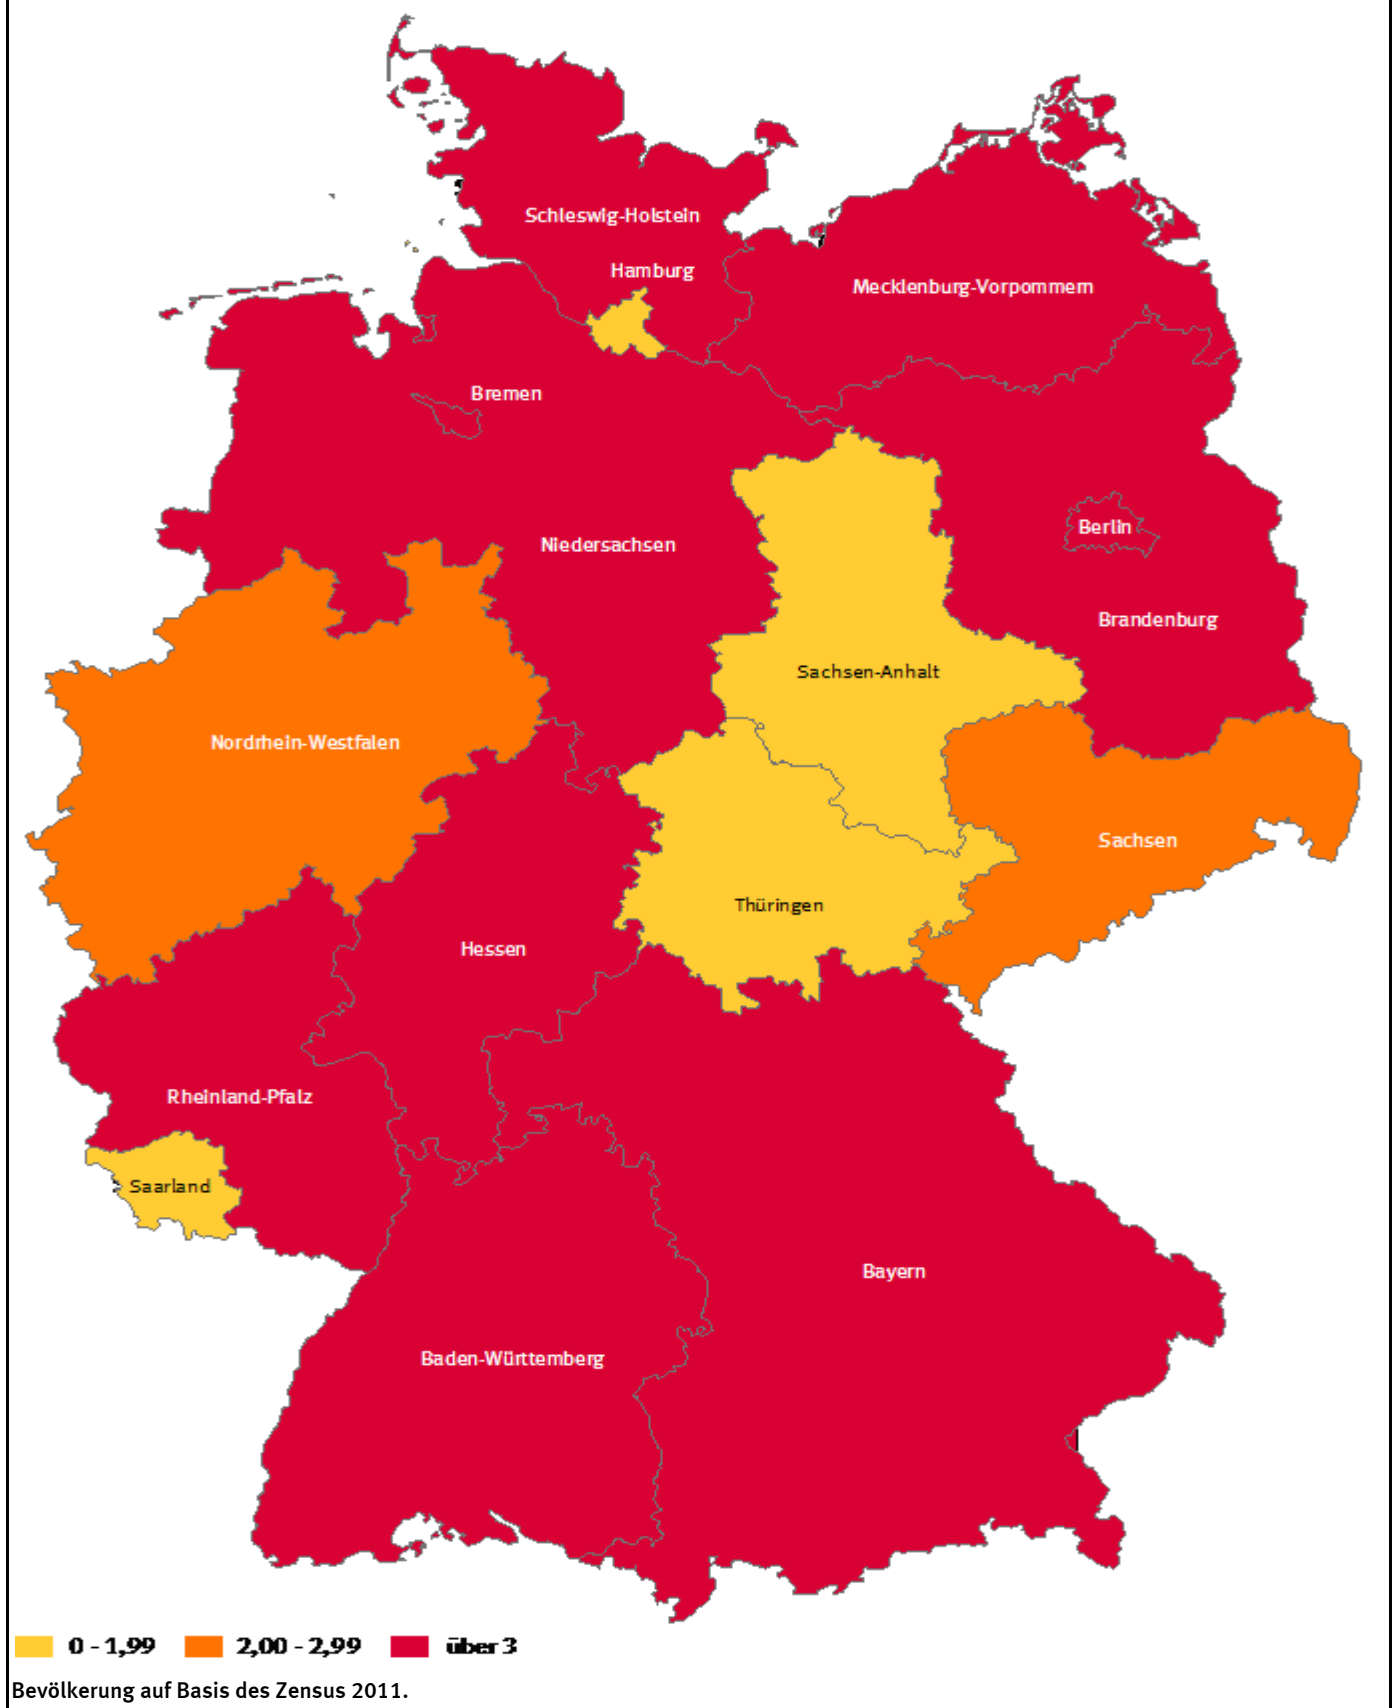 Schleswig-Holstein
Hamburg
Mecklenburg-Vorpommern
Bremen
Berlin
Niedersachsen
Brandenburg
Sachsen-Anhalt
Nordrhein-Westfalen
Sachsen
Thüringen
Hessen
Rheinland-Pfalz
Saarland
Bayern
Baden-Württemberg
0 - 1,99 2,00 - 2,99 über 3
Bevölkerung auf Basis des Zensus 2011.